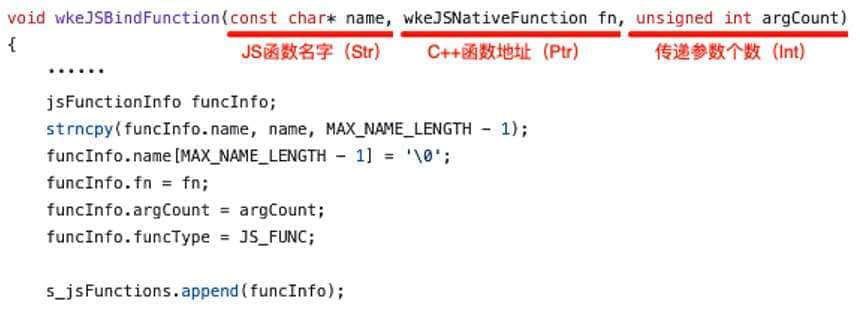 void wkeJSBindFunction(const char* name, wkeJSNativeFunction fn, unsigned int argCount)
JS函数名字（Str） C++函数地址（Ptr） 传递参数个数（Int）
{
......
jsFunctionInfo funcInfo;
strncpy(funcInfo.name, name, MAX_NAME_LENGTH - 1);
funcInfo.name[MAX_NAME_LENGTH - 1] = '\0';
funcInfo.fn = fn;
funcInfo.argCount = argCount;
funcInfo.funcType = JS_FUNC;
s_jsFunctions.append(funcInfo);